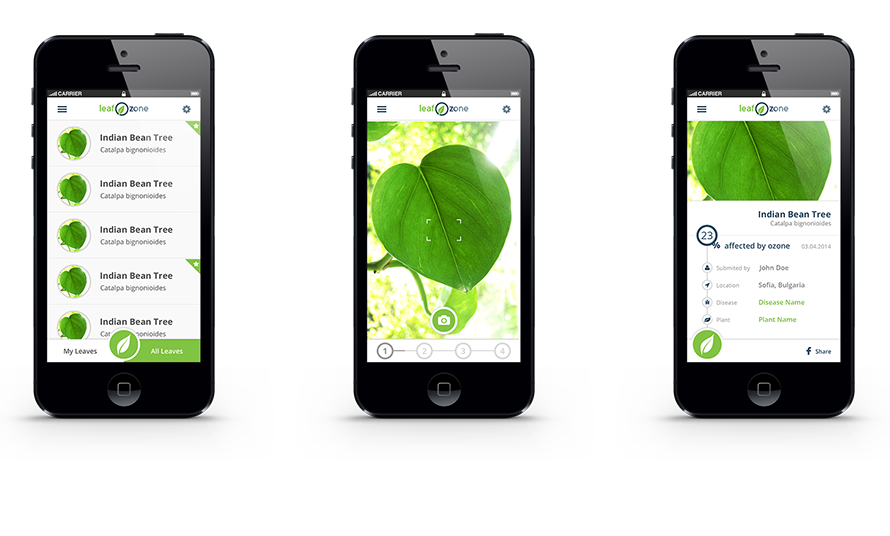 CARRIER
leaf zone
Indian Bean Tree
Catalpa bignonioides
Indian Bean Tree
Catalpa bignonioides
Indian Bean Tree
Catalpa bignonioides
Indian Bean Tree
Catalpa bignonioides
Indian Bean Tree
Catalpa bignonioides
My Leaves
All Leaves
CARRIER
leaf zone
1 2 3 4
CARRIER
leaf zone
Indian Bean Tree
Catalpa bignonioides
23
% affected by ozone 03.04.2014
Submited by John Doe
Location Sofia, Bulgaria
Disease Disease Name
Plant Plant Name
f Share